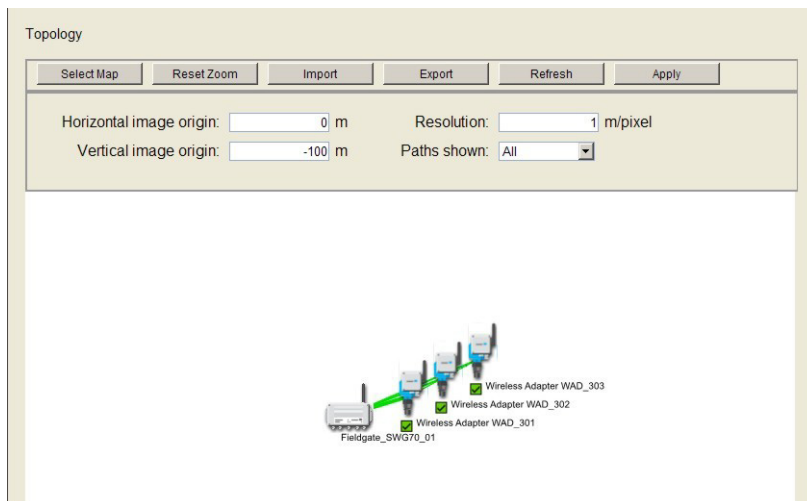 Topology
Select Map Reset Zoom Import Export Refresh Apply
Horizontal image origin: 0 m Resolution: 1 m/pixel
Vertical image origin: -100 m Paths shown: All
Wireless Adapter WAD_303
Wireless Adapter WAD_302
Wireless Adapter WAD_301
Fieldgate_SWG70_01